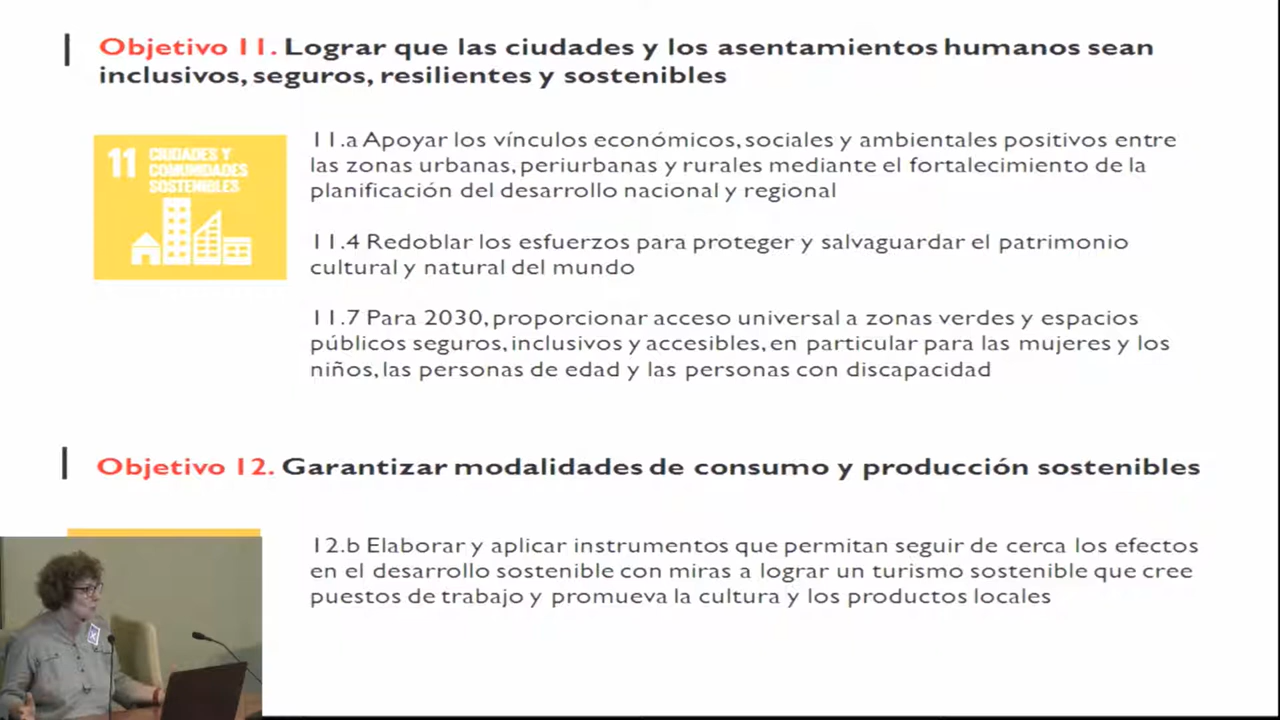 Objetivo 11. Lograr que las ciudades y los asentamientos humanos sean
inclusivos, seguros, resilientes y sostenibles
11 CIUDADES Y
COMUNIDADES
SOSTENIBLES
11.a Apoyar los vínculos económicos, sociales y ambientales positivos entre
las zonas urbanas, periurbanas y rurales mediante el fortalecimiento de la
planificación del desarrollo nacional y regional
11.4 Redoblar los esfuerzos para proteger y salvaguardar el patrimonio
cultural y natural del mundo
11.7 Para 2030, proporcionar acceso universal a zonas verdes y espacios
públicos seguros, inclusivos y accesibles, en particular para las mujeres y los
niños, las personas de edad y las personas con discapacidad
Objetivo 12. Garantizar modalidades de consumo y producción sostenibles
12.b Elaborar y aplicar instrumentos que permitan seguir de cerca los efectos
en el desarrollo sostenible con miras a lograr un turismo sostenible que cree
puestos de trabajo y promueva la cultura y los productos locales